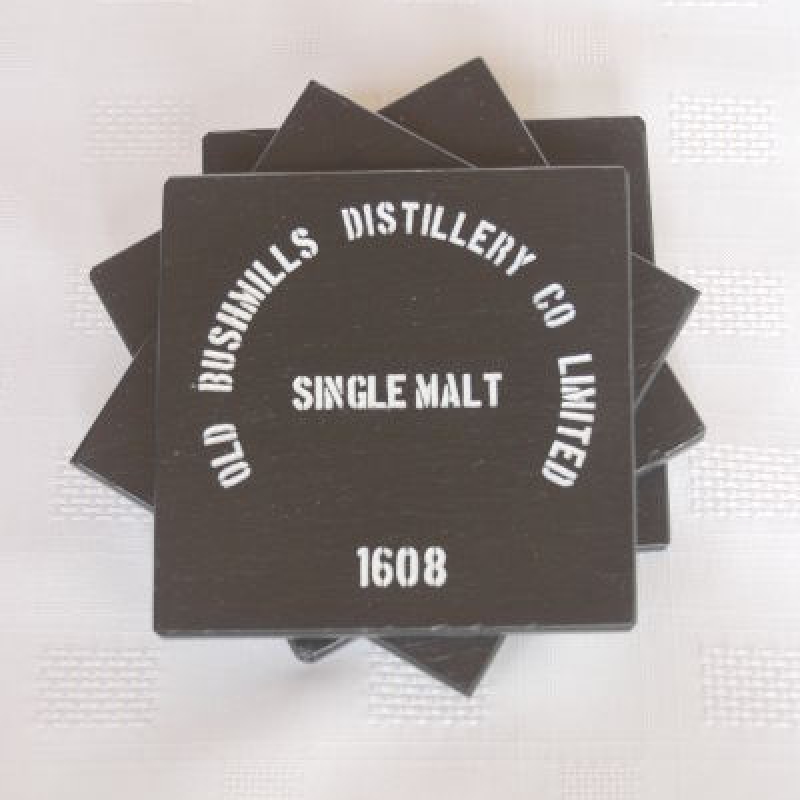 OLD BUSHMILLS DISTILLERY CO LIMITED
SINGLE MALT
1608